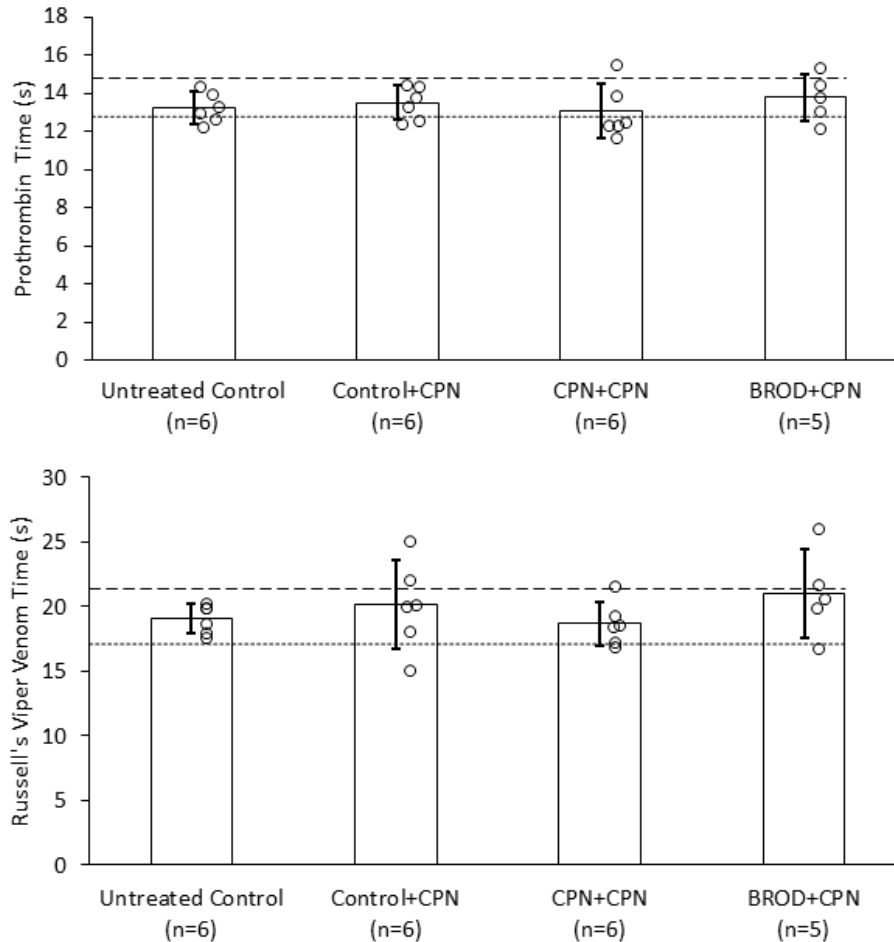 Prothrombin Time (s)
18
16
14
12
10
8
6
4
2
0
Untreated Control Control+CPN CPN+CPN BROD+CPN
(n=6) (n=6) (n=6) (n=5)
Russell's Viper Venom Time (s)
30
25
20
15
10
5
0
Untreated Control Control+CPN CPN+CPN BROD+CPN
(n=6) (n=6) (n=6) (n=5)